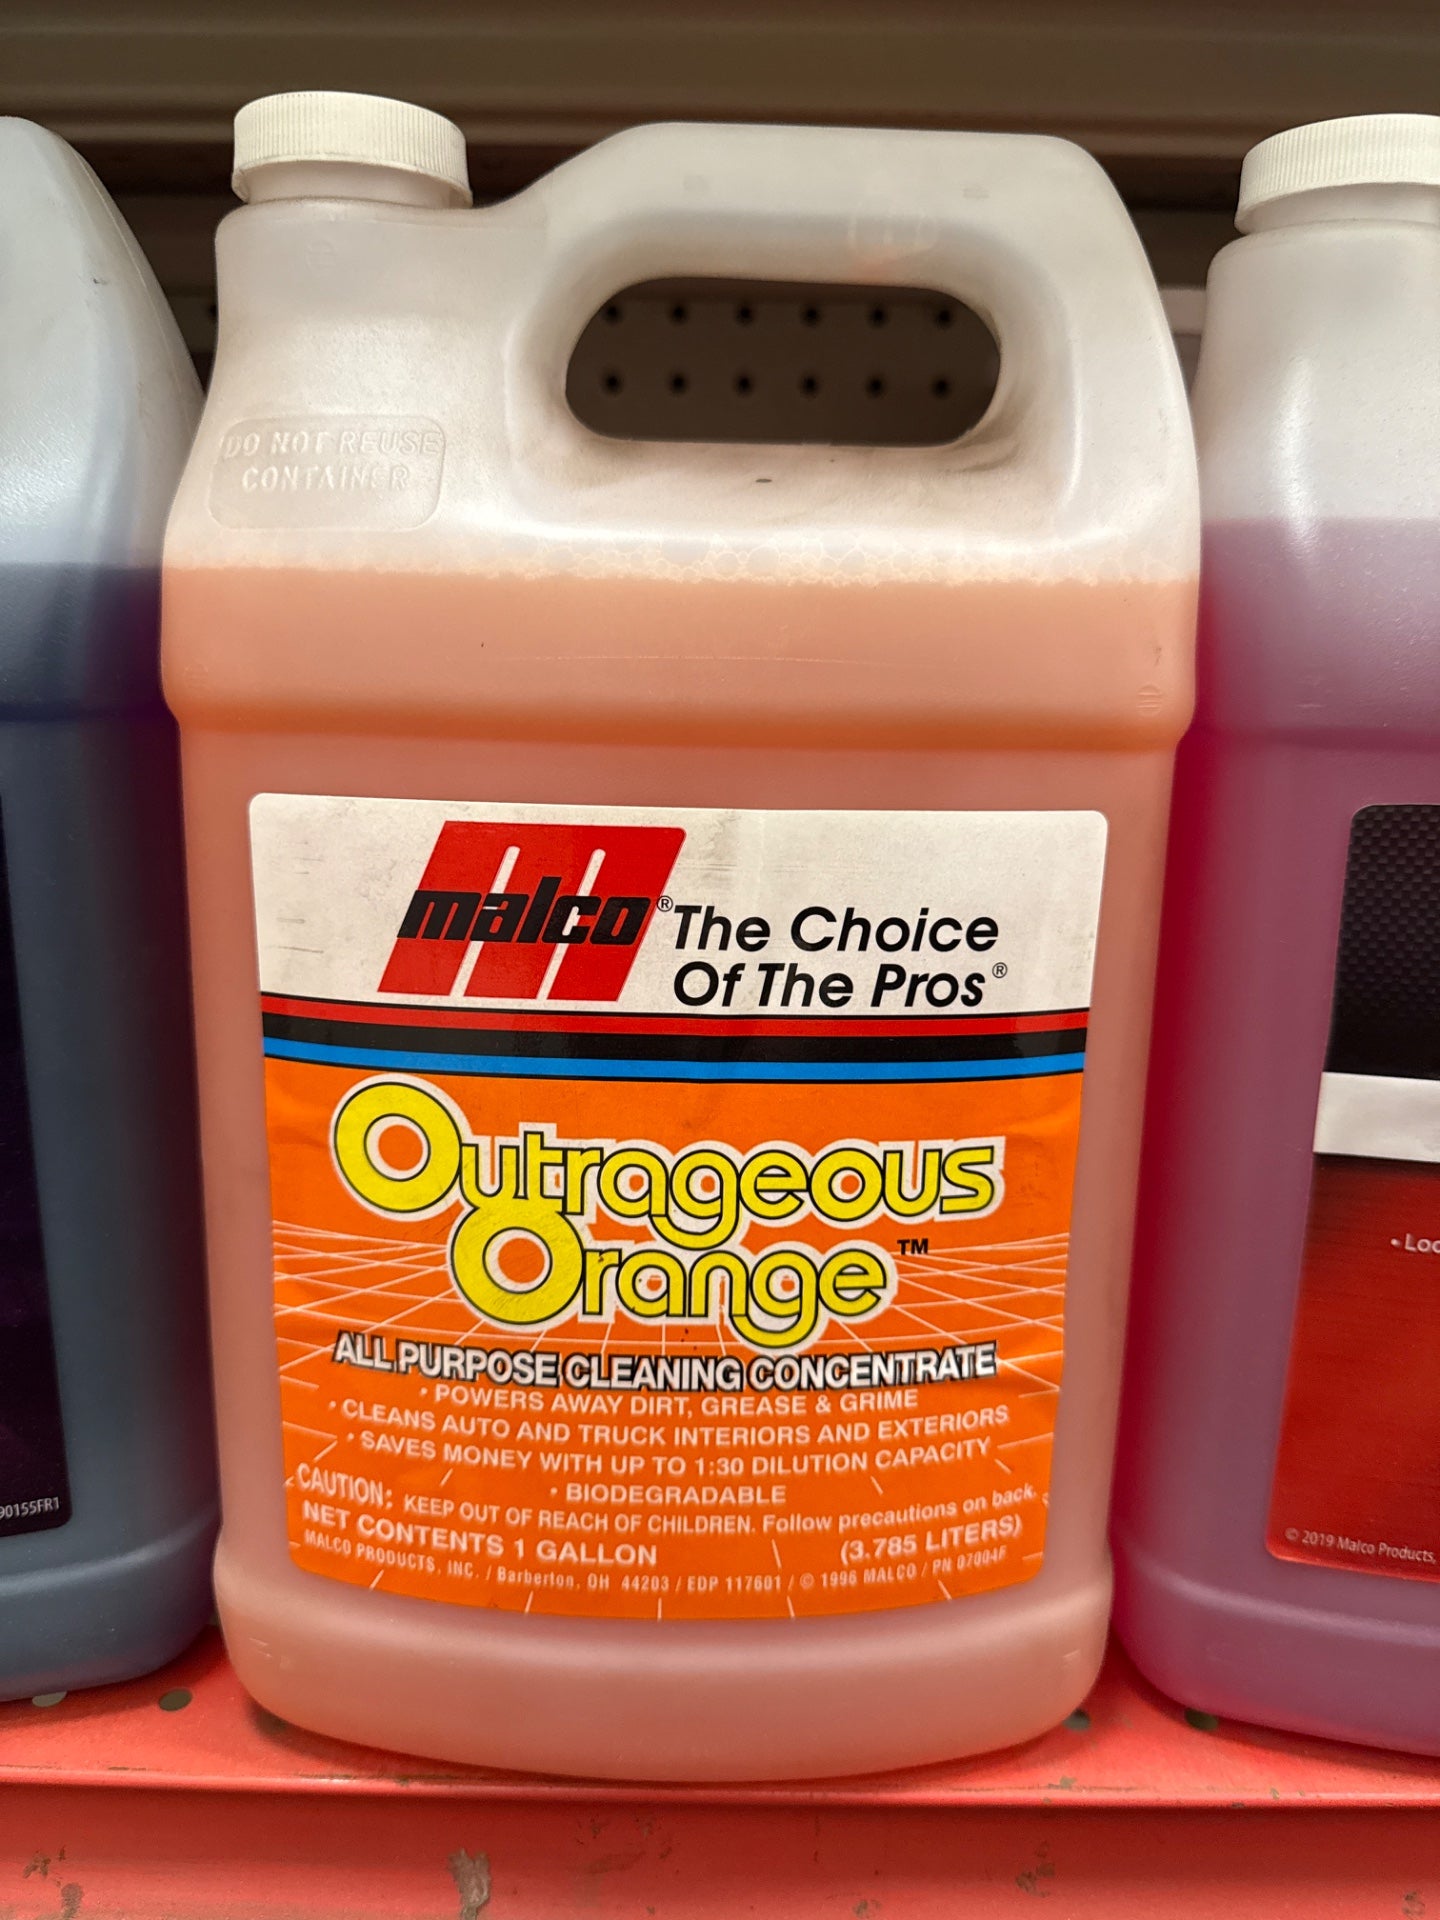 DO NOT REUSE
CONTAINER
malco® The Choice
Of The Pros®
Outrageous
Orange™
ALL PURPOSE CLEANING CONCENTRATE
• POWERS AWAY DIRT, GREASE & GRIME
• CLEANS AUTO AND TRUCK INTERIORS AND EXTERIORS
• SAVES MONEY WITH UP TO 1:30 DILUTION CAPACITY
• BIODEGRADABLE
CAUTION: KEEP OUT OF REACH OF CHILDREN. Follow precautions on back.
NET CONTENTS 1 GALLON (3.785 LITERS)
MALCO PRODUCTS, INC. / Barberton, OH 44203 / EDP 117601 / © 1996 MALCO / PN 07004F
90155FR1
• Loo
© 2019 Malco Products,